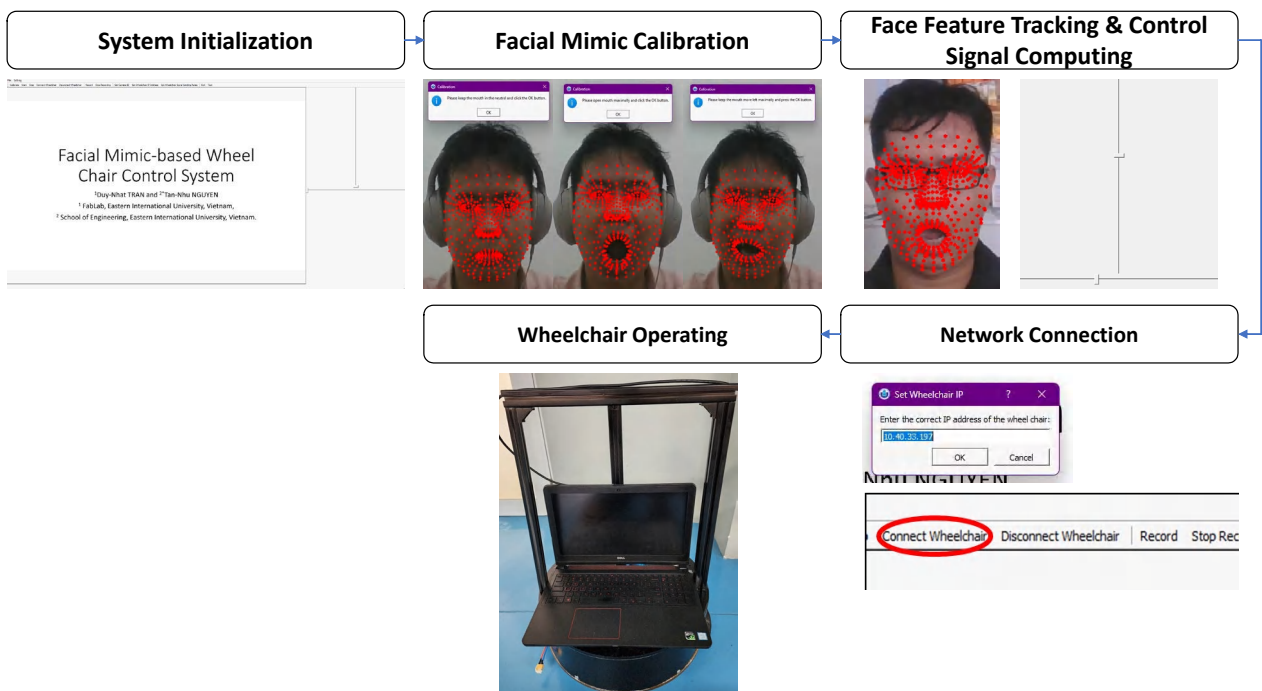 System Initialization
Facial Mimic Calibration
Face Feature Tracking & Control
Signal Computing
Facial Mimic-based Wheel
Chair Control System
¹Duy-Nhat TRAN and ²*Tan-Nhu NGUYEN
¹ FabLab, Eastern International University, Vietnam,
² School of Engineering, Eastern International University, Vietnam.
Calibration
Please keep the mouth in the neutral and click the OK button.
OK
Calibration
Please open mouth maximally and click the OK button.
OK
Calibration
Please keep the mouth move left maximally and press the OK button.
OK
Wheelchair Operating
Network Connection
Set Wheelchair IP ? ×
Enter the correct IP address of the wheel chair:
10.40.33.197
OK Cancel
Nhu NGUYEN
Connect Wheelchair Disconnect Wheelchair Record Stop Rec
DELL